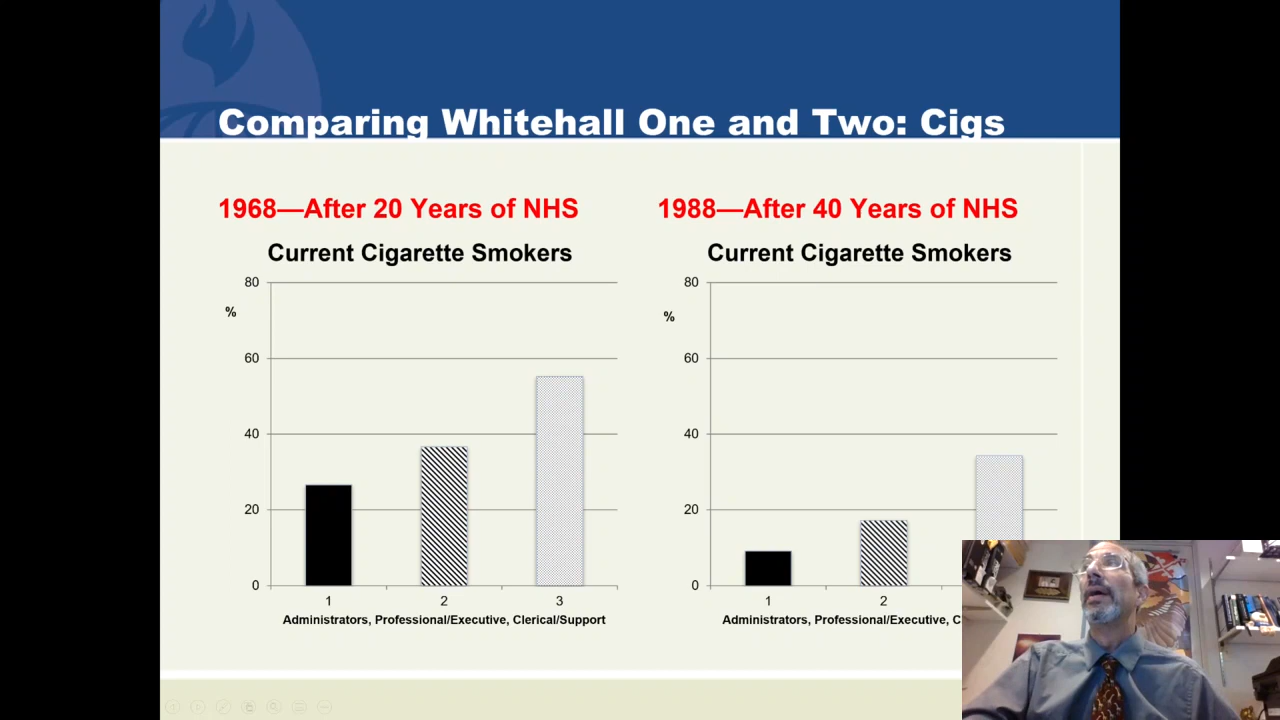 Comparing Whitehall One and Two: Cigs
1968—After 20 Years of NHS
Current Cigarette Smokers
80
%
60
40
20
0
1
2
3
Administrators, Professional/Executive, Clerical/Support
1988—After 40 Years of NHS
Current Cigarette Smokers
80
%
60
40
20
0
1
2
Administrators, Professional/Executive, C